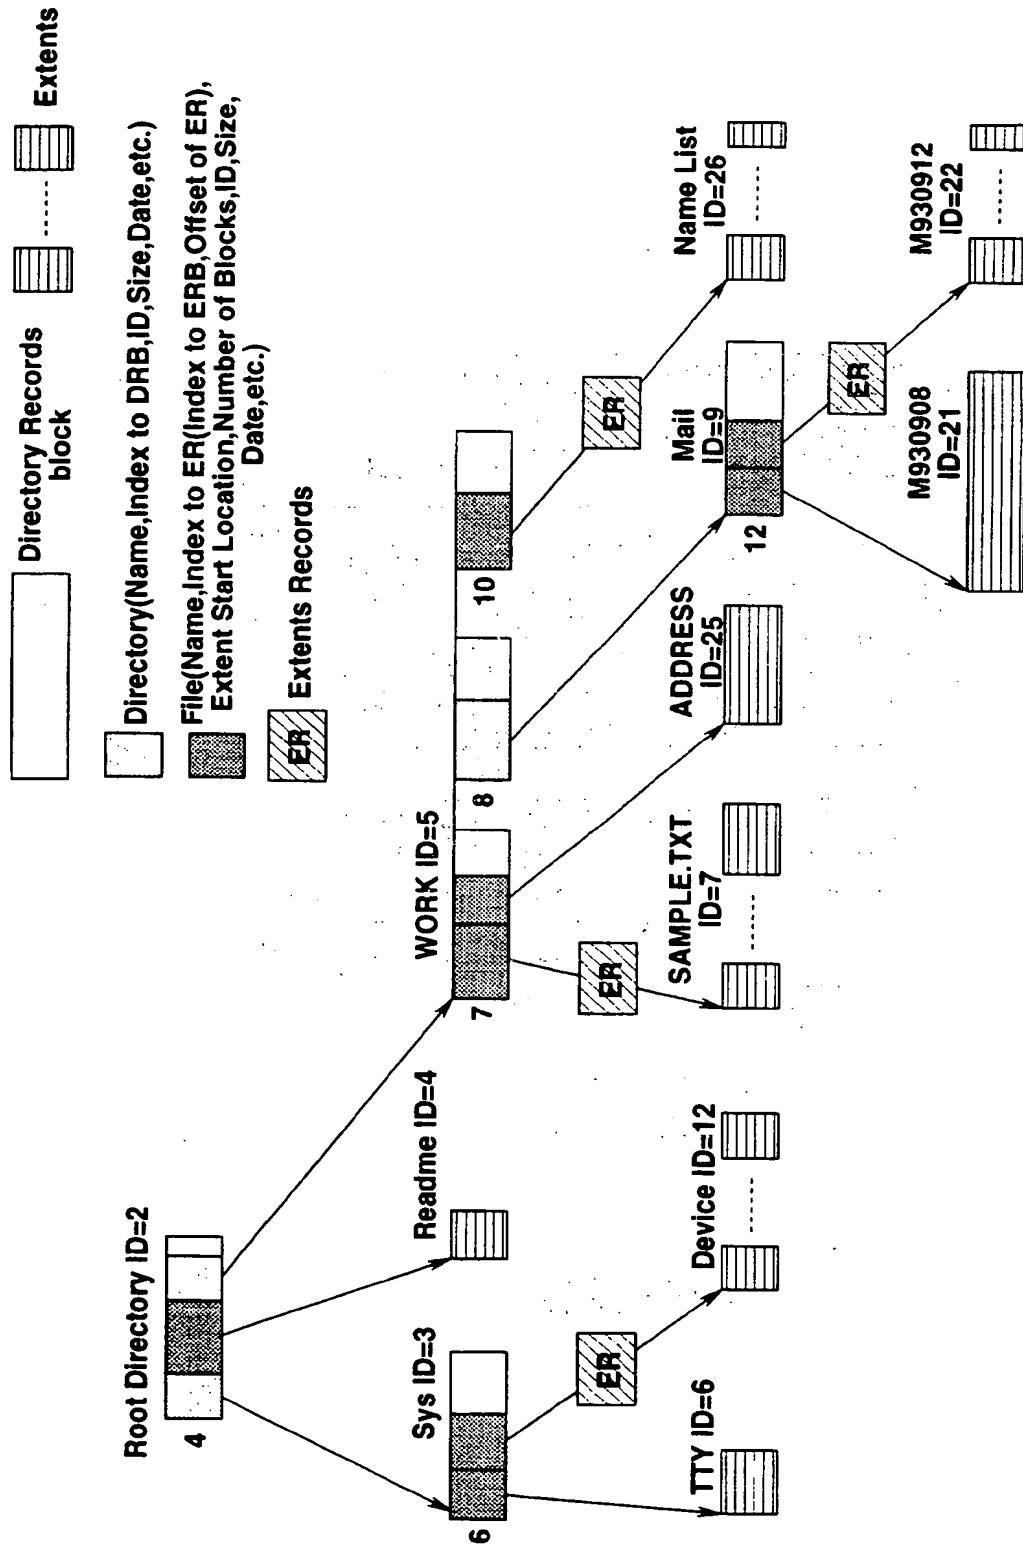 Directory Records
block
Extents
Directory(Name,Index to DRB,ID,Size,Date,etc.)
File(Name,Index to ER(Index to ERB,Offset of ER),
Extent Start Location,Number of Blocks,ID,Size,
Date,etc.)
ER
Extents Records
Root Directory ID=2
4
Sys ID=3
6
Readme ID=4
WORK ID=5
7
8
10
ER
ER
ER
TTY ID=6
Device ID=12
SAMPLE.TXT
ID=7
ADDRESS
ID=25
Mail
ID=9
12
Name List
ID=26
ER
M930908
ID=21
M930912
ID=22